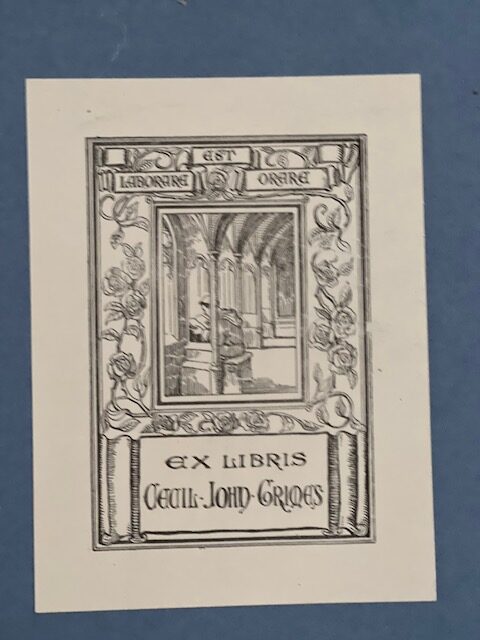 EST
LABORARE ORARE
EX LIBRIS
CECIL·JOHN·GRIMES